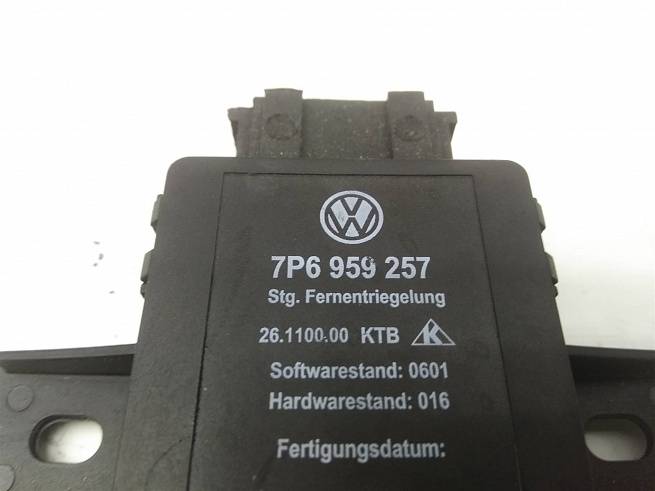 7P6 959 257
Stg. Fernentriegelung
26.1100.00 KTB K
Softwarestand: 0601
Hardwarestand: 016
Fertigungsdatum: